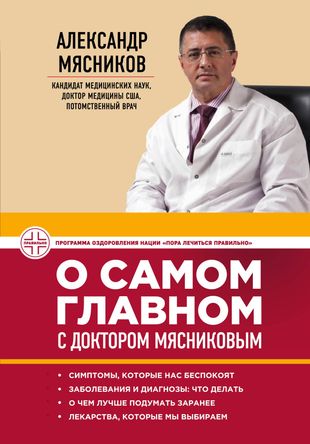 АЛЕКСАНДР
МЯСНИКОВ
КАНДИДАТ МЕДИЦИНСКИХ НАУК,
ДОКТОР МЕДИЦИНЫ США,
ПОТОМСТВЕННЫЙ ВРАЧ
ПРАВИЛЬНО
ПРОГРАММА ОЗДОРОВЛЕНИЯ НАЦИИ «ПОРА ЛЕЧИТЬСЯ ПРАВИЛЬНО»
О САМОМ
ГЛАВНОМ
С ДОКТОРОМ МЯСНИКОВЫМ
• СИМПТОМЫ, КОТОРЫЕ НАС БЕСПОКОЯТ
• ЗАБОЛЕВАНИЯ И ДИАГНОЗЫ: ЧТО ДЕЛАТЬ
• О ЧЕМ ЛУЧШЕ ПОДУМАТЬ ЗАРАНЕЕ
• ЛЕКАРСТВА, КОТОРЫЕ МЫ ВЫБИРАЕМ